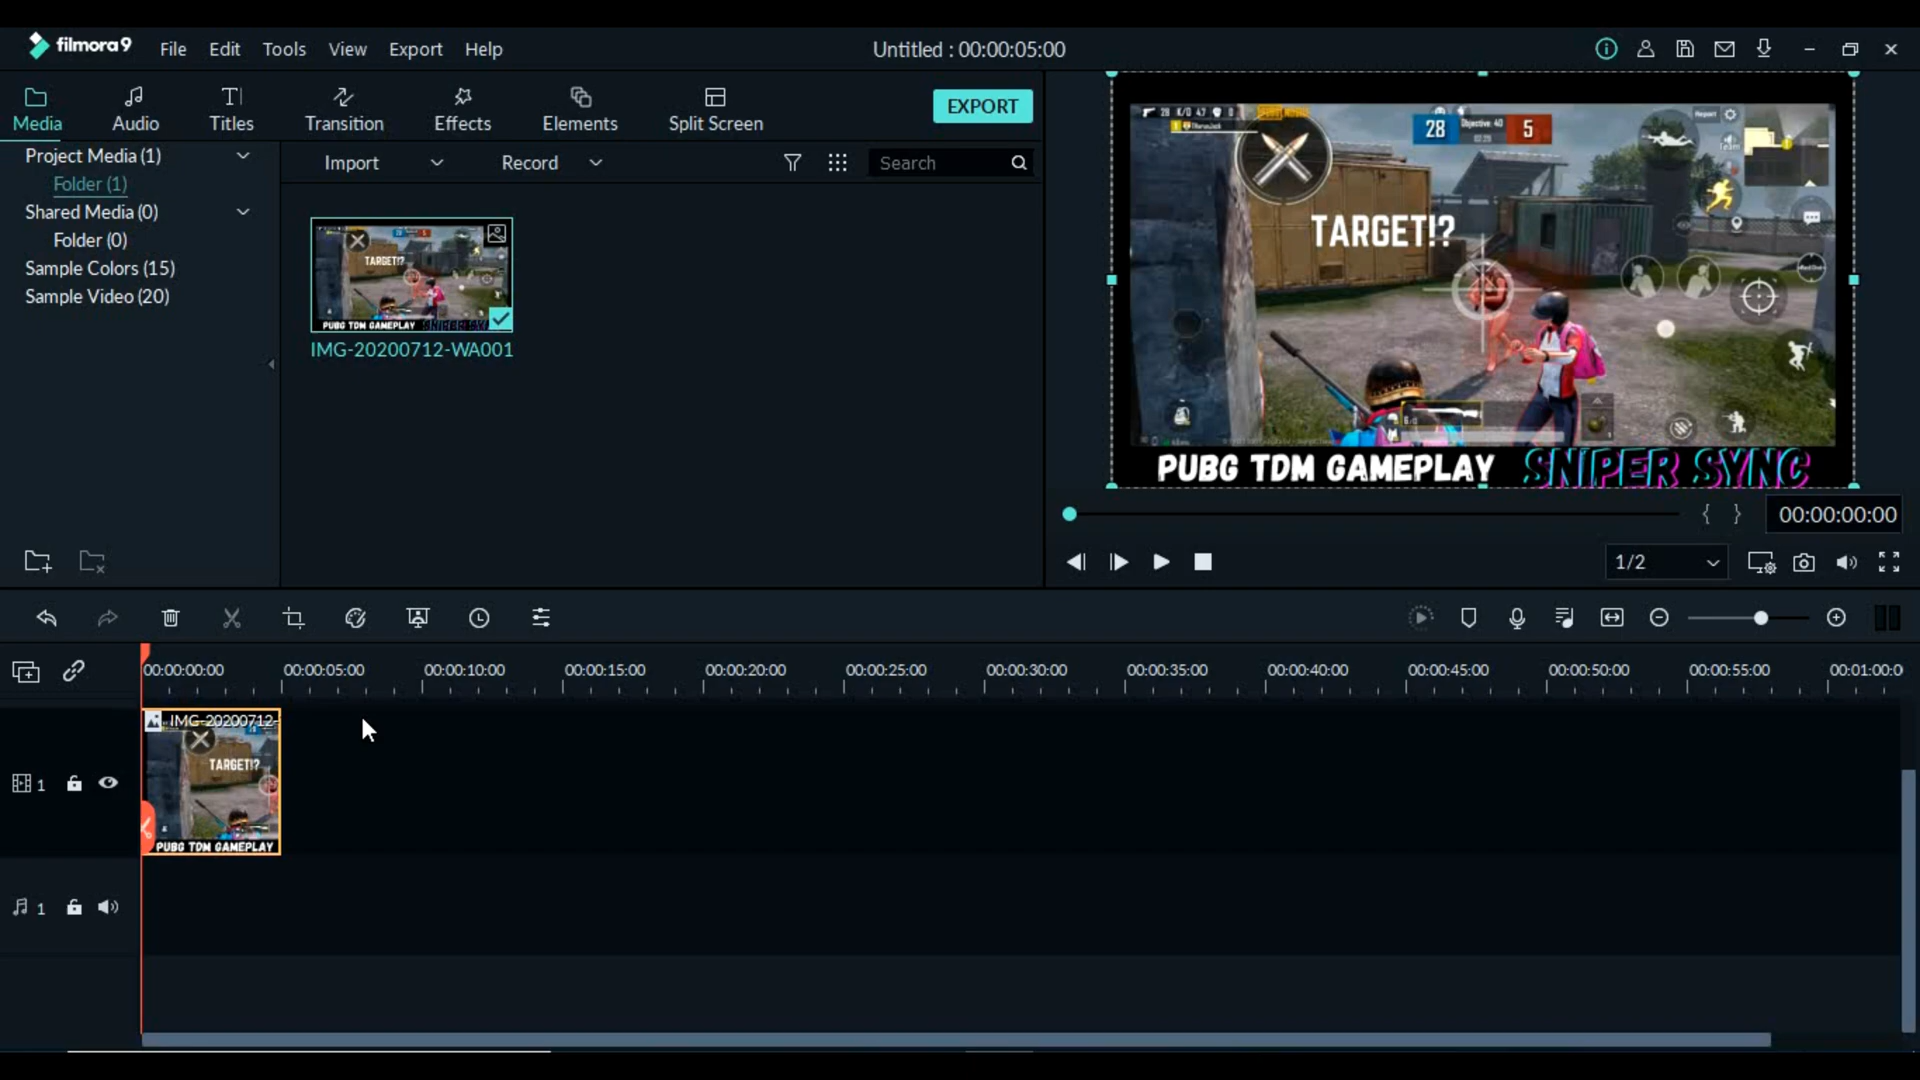 filmora9 File Edit Tools View Export Help
Untitled : 00:00:05:00
Media Audio Titles Transition Effects Elements Split Screen
EXPORT
Project Media (1)
Folder (1)
Shared Media (0)
Folder (0)
Sample Colors (15)
Sample Video (20)
Import Record Search
TARGET!?
PUBG TDM GAMEPLAY
IMG-20200712-WA001
28 Objective: 40 5
Report
Team
TARGET!?
PUBG TDM GAMEPLAY SNIPER SYNC
{ } 00:00:00:00
1/2
00:00:00:00 00:00:05:00 00:00:10:00 00:00:15:00 00:00:20:00 00:00:25:00 00:00:30:00 00:00:35:00 00:00:40:00 00:00:45:00 00:00:50:00 00:00:55:00 00:01:00:0
IMG-20200712-
TARGET!?
PUBG TDM GAMEPLAY
1
1